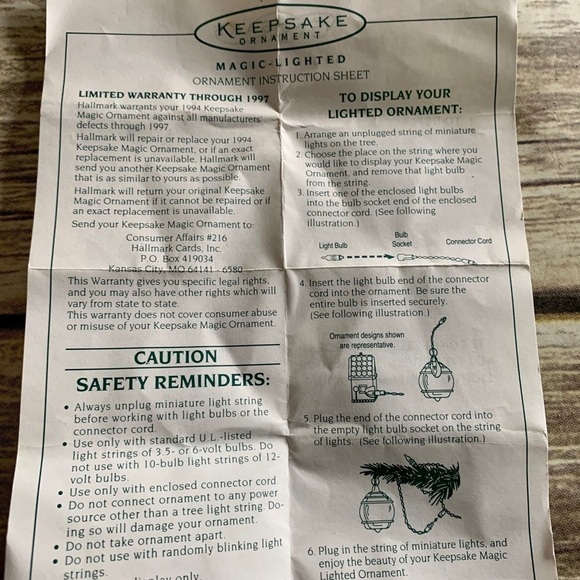 KEEPSAKE
ORNAMENT
MAGIC-LIGHTED
ORNAMENT INSTRUCTION SHEET
LIMITED WARRANTY THROUGH 1997
Hallmark warrants your 1994 Keepsake
Magic Ornament against all manufacturers'
defects through 1997.
Hallmark will repair or replace your 1994
Keepsake Magic Ornament, or if an exact
replacement is unavailable, Hallmark will
send you another Keepsake Magic Ornament
that is as similar to yours as possible.
Hallmark will return your original Keepsake
Magic Ornament if it cannot be repaired or if
an exact replacement is unavailable.
Send your Keepsake Magic Ornament to:
Consumer Affairs #216
Hallmark Cards, Inc.
P.O. Box 419034
Kansas City, MO 64141 - 6580
This Warranty gives you specific legal rights,
and you may also have other rights which will
vary from state to state.
This warranty does not cover consumer abuse
or misuse of your Keepsake Magic Ornament.
CAUTION
SAFETY REMINDERS:
• Always unplug miniature light string
before working with light bulbs or the
connector cord.
• Use only with standard U.L.-listed
light strings of 3.5- or 6-volt bulbs. Do
not use with 10-bulb light strings of 12-
volt bulbs.
• Use only with enclosed connector cord.
• Do not connect ornament to any power
source other than a tree light string. Do-
ing so will damage your ornament.
• Do not take ornament apart.
• Do not use with randomly blinking light
strings.
display only.
TO DISPLAY YOUR
LIGHTED ORNAMENT:
1. Arrange an unplugged string of miniature
lights on the tree.
2. Choose the place on the string where you
would like to display your Keepsake Magic
Ornament, and remove that light bulb
from the string.
3. Insert one of the enclosed light bulbs
into the bulb socket end of the enclosed
connector cord. (See following
illustration.)
Light Bulb
Bulb
Socket
Connector Cord
4. Insert the light bulb end of the connector
cord into the ornament. Be sure the
entire bulb is inserted securely.
(See following illustration.)
Ornament designs shown
are representative.
5. Plug the end of the connector cord into
the empty light bulb socket on the string
of lights. (See following illustration.)
6. Plug in the string of miniature lights, and
enjoy the beauty of your Keepsake Magic
Lighted Ornament.